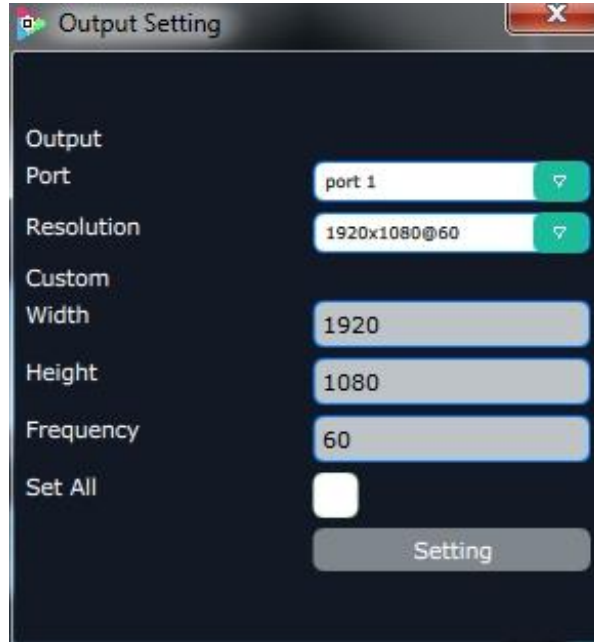 Output Setting
Output
Port port 1
Resolution 1920x1080@60
Custom
Width 1920
Height 1080
Frequency 60
Set All
Setting